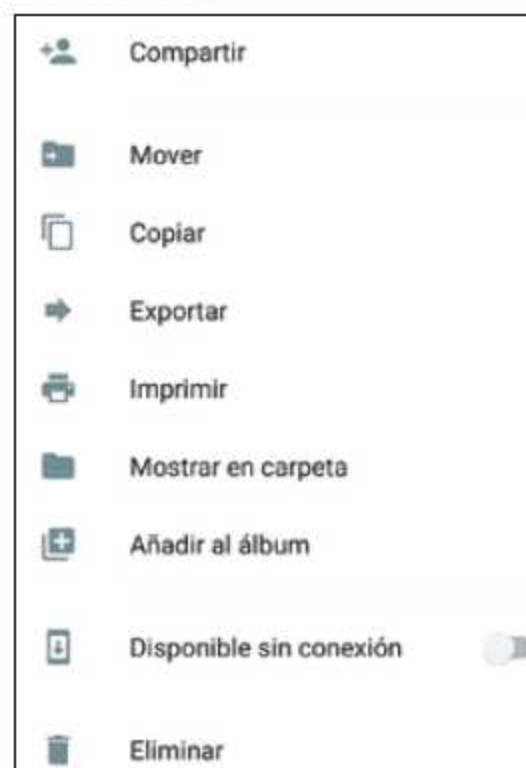 Compartir
Mover
Copiar
Exportar
Imprimir
Mostrar en carpeta
Añadir al álbum
Disponible sin conexión
Eliminar